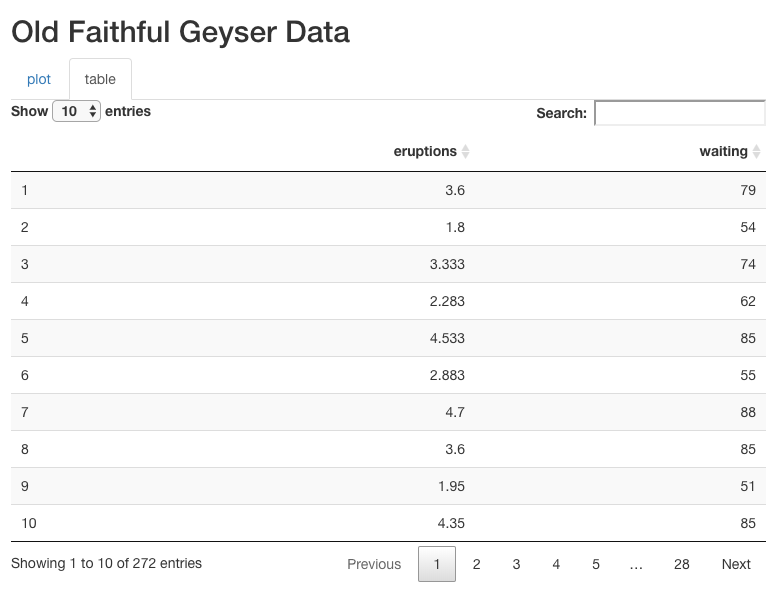 Old Faithful Geyser Data
plot table
Show 10 entries Search:
eruptions waiting
1 3.6 79
2 1.8 54
3 3.333 74
4 2.283 62
5 4.533 85
6 2.883 55
7 4.7 88
8 3.6 85
9 1.95 51
10 4.35 85
Showing 1 to 10 of 272 entries Previous 1 2 3 4 5 … 28 Next